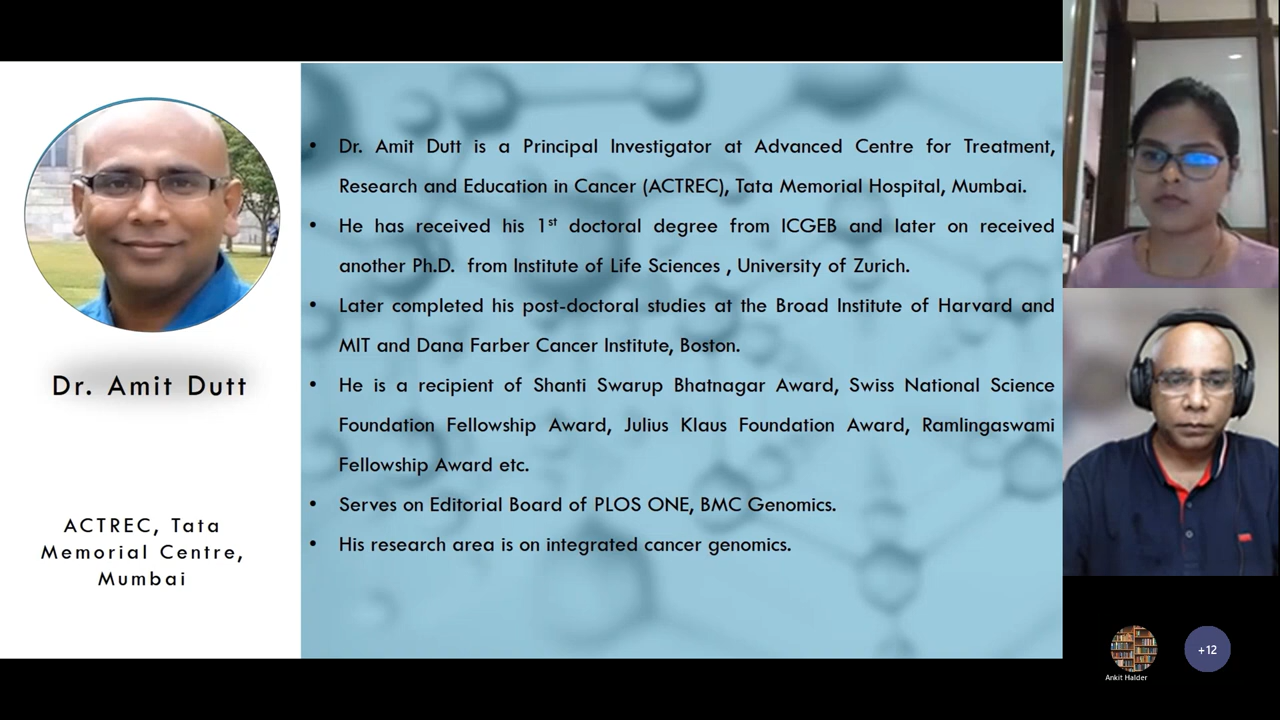 Dr. Amit Dutt
ACTREC, Tata
Memorial Centre,
Mumbai
• Dr. Amit Dutt is a Principal Investigator at Advanced Centre for Treatment,
Research and Education in Cancer (ACTREC), Tata Memorial Hospital, Mumbai.
• He has received his 1st doctoral degree from ICGEB and later on received
another Ph.D. from Institute of Life Sciences , University of Zurich.
• Later completed his post-doctoral studies at the Broad Institute of Harvard and
MIT and Dana Farber Cancer Institute, Boston.
• He is a recipient of Shanti Swarup Bhatnagar Award, Swiss National Science
Foundation Fellowship Award, Julius Klaus Foundation Award, Ramlingaswami
Fellowship Award etc.
• Serves on Editorial Board of PLOS ONE, BMC Genomics.
• His research area is on integrated cancer genomics.
+12
Ankit Halder